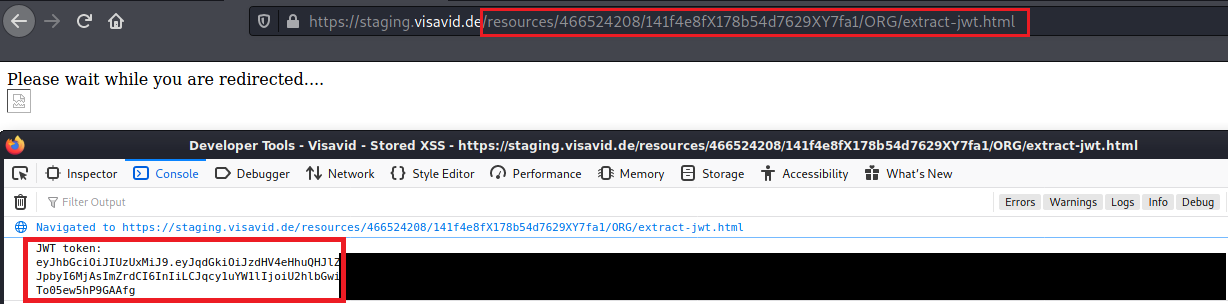 https://staging.visavid.de/resources/466524208/141f4e8fX178b54d7629XY7fa1/ORG/extract-jwt.html
Please wait while you are redirected....
Developer Tools - Visavid - Stored XSS - https://staging.visavid.de/resources/466524208/141f4e8fX178b54d7629XY7fa1/ORG/extract-jwt.html
Inspector Console Debugger Network Style Editor Performance Memory Storage Accessibility What's New
Filter Output Errors Warnings Logs Info Debug
Navigated to https://staging.visavid.de/resources/466524208/141f4e8fX178b54d7629XY7fa1/ORG/extract-jwt.html
JWT token:
eyJhbGciOiJIUzUxMiJ9.eyJqdGkiOiJzdHV4eHhuQHJlZ
JpbyI6MjAsImZrdCI6InIiLCJqcy1uYW1lIjoiU2hlbGwi
To05ew5hP9GAAfg